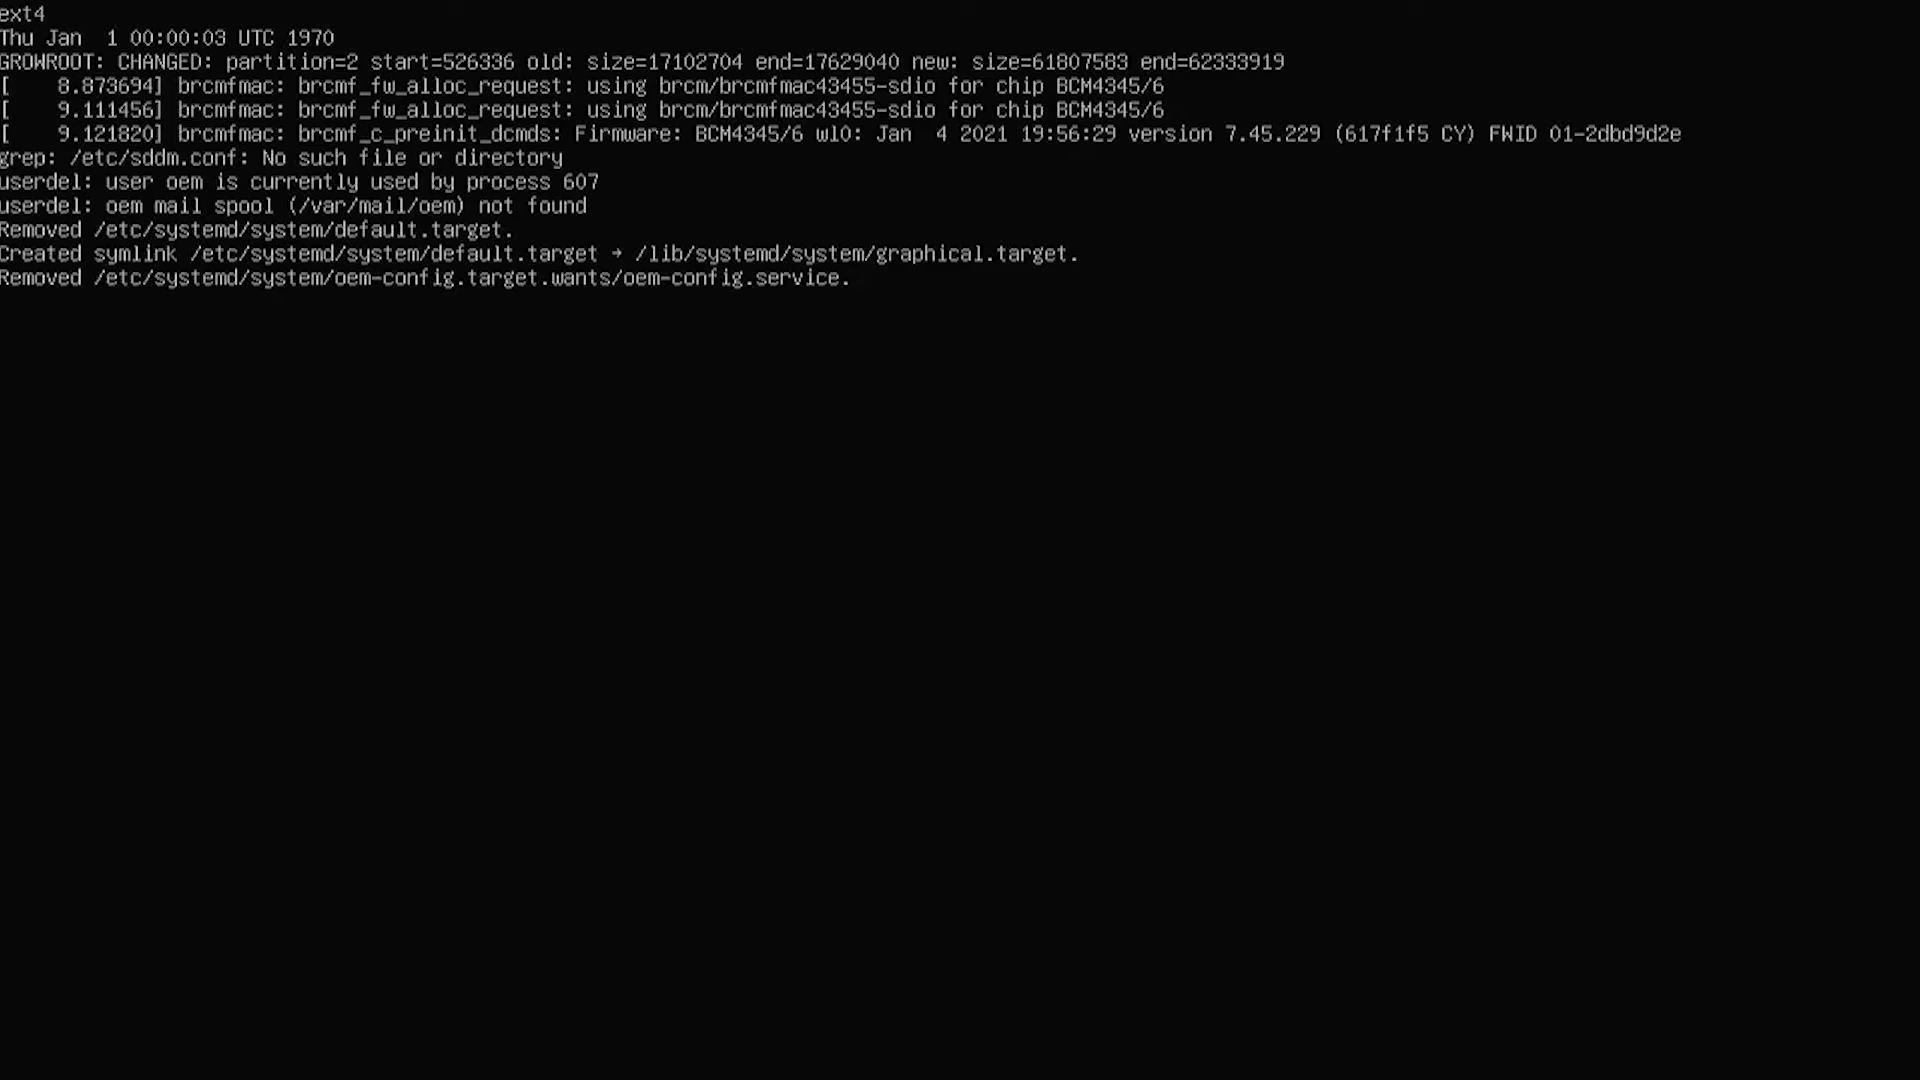 ext4
Thu Jan  1 00:00:03 UTC 1970
GROWROOT: CHANGED: partition=2 start=526336 old: size=17102704 end=17629040 new: size=61807583 end=62333919
[    8.873694] brcmfmac: brcmf_fw_alloc_request: using brcm/brcmfmac43455-sdio for chip BCM4345/6
[    9.111456] brcmfmac: brcmf_fw_alloc_request: using brcm/brcmfmac43455-sdio for chip BCM4345/6
[    9.121820] brcmfmac: brcmf_c_preinit_dcmds: Firmware: BCM4345/6 wl0: Jan  4 2021 19:56:29 version 7.45.229 (617f1f5 CY) FWID 01-2dbd9d2e
grep: /etc/sddm.conf: No such file or directory
userdel: user oem is currently used by process 607
userdel: oem mail spool (/var/mail/oem) not found
Removed /etc/systemd/system/default.target.
Created symlink /etc/systemd/system/default.target → /lib/systemd/system/graphical.target.
Removed /etc/systemd/system/oem-config.target.wants/oem-config.service.